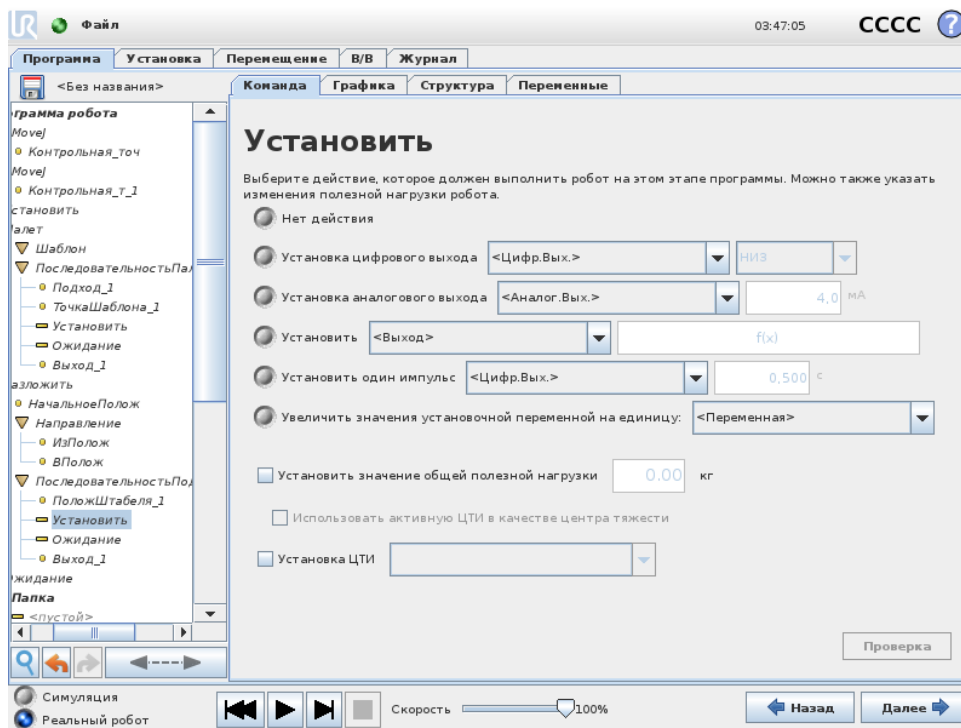 UR Файл 03:47:05 CCCC ?
Программа Установка Перемещение В/В Журнал
<Без названия> Команда Графика Структура Переменные
ограмма робота
MoveJ
Контрольная_точ
MoveJ
Контрольная_т_1
становить
алет
Шаблон
ПоследовательностьПал
Подход_1
ТочкаШаблона_1
Установить
Ожидание
Выход_1
азложить
НачальноеПолож
Направление
ИзПолож
ВПолож
ПоследовательностьПод
ПоложШтабеля_1
Установить
Ожидание
Выход_1
жидание
Папка
<пустой>
Установить
Выберите действие, которое должен выполнить робот на этом этапе программы. Можно также указать
изменения полезной нагрузки робота.
Нет действия
Установка цифрового выхода <Цифр.Вых.> НИЗ
Установка аналогового выхода <Аналог.Вых.> 4,0 мА
Установить <Выход> f(x)
Установить один импульс <Цифр.Вых.> 0,500 с
Увеличить значения установочной переменной на единицу: <Переменная>
Установить значение общей полезной нагрузки 0.00 кг
Использовать активную ЦТИ в качестве центра тяжести
Установка ЦТИ
Проверка
Симуляция
Реальный робот
Скорость 100%
Назад Далее